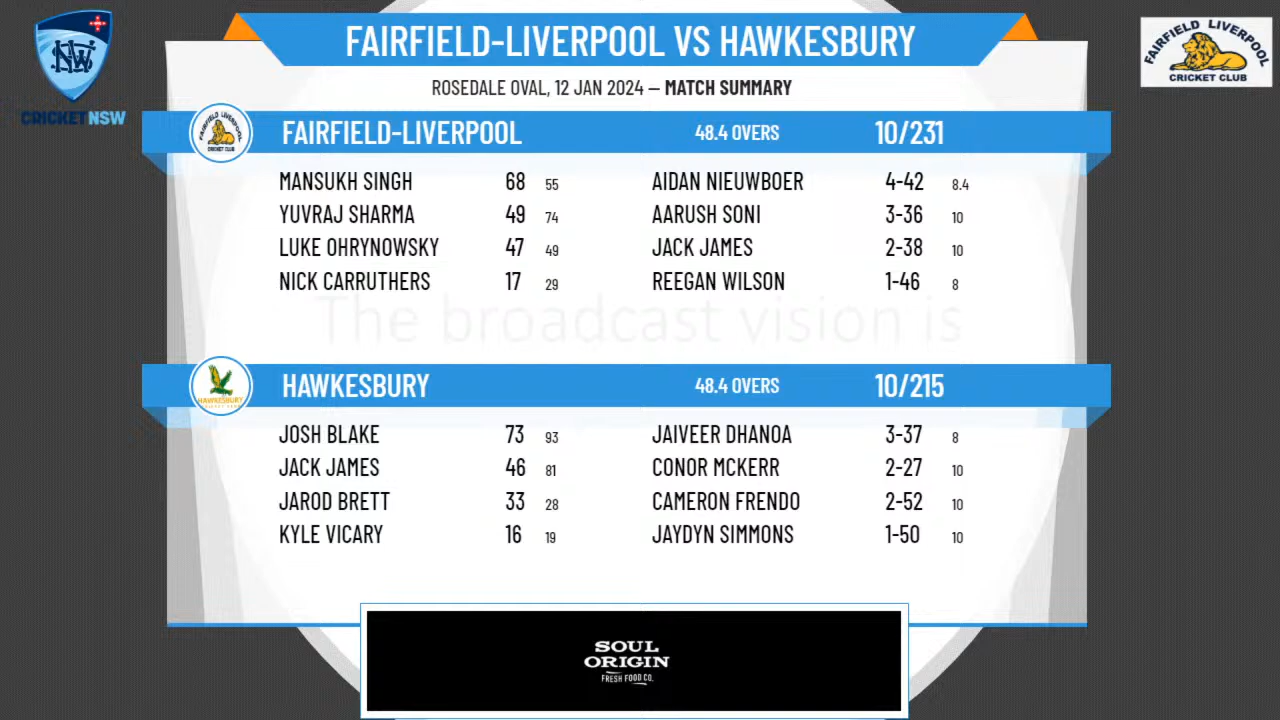 FAIRFIELD-LIVERPOOL VS HAWKESBURY
CRICKET NSW
FAIRFIELD LIVERPOOL
CRICKET CLUB
ROSEDALE OVAL, 12 JAN 2024 – MATCH SUMMARY
FAIRFIELD-LIVERPOOL 48.4 OVERS 10/231
MANSUKH SINGH 68 55 AIDAN NIEUWBOER 4-42 8.4
YUVRAJ SHARMA 49 74 AARUSH SONI 3-36 10
LUKE OHRYNOWSKY 47 49 JACK JAMES 2-38 10
NICK CARRUTHERS 17 29 REEGAN WILSON 1-46 8
The broadcast vision is
HAWKESBURY 48.4 OVERS 10/215
HAWKESBURY
JOSH BLAKE 73 93 JAIVEER DHANOA 3-37 8
JACK JAMES 46 81 CONOR MCKERR 2-27 10
JAROD BRETT 33 28 CAMERON FRENDO 2-52 10
KYLE VICARY 16 19 JAYDYN SIMMONS 1-50 10
SOUL
ORIGIN
FRESH FOOD CO.